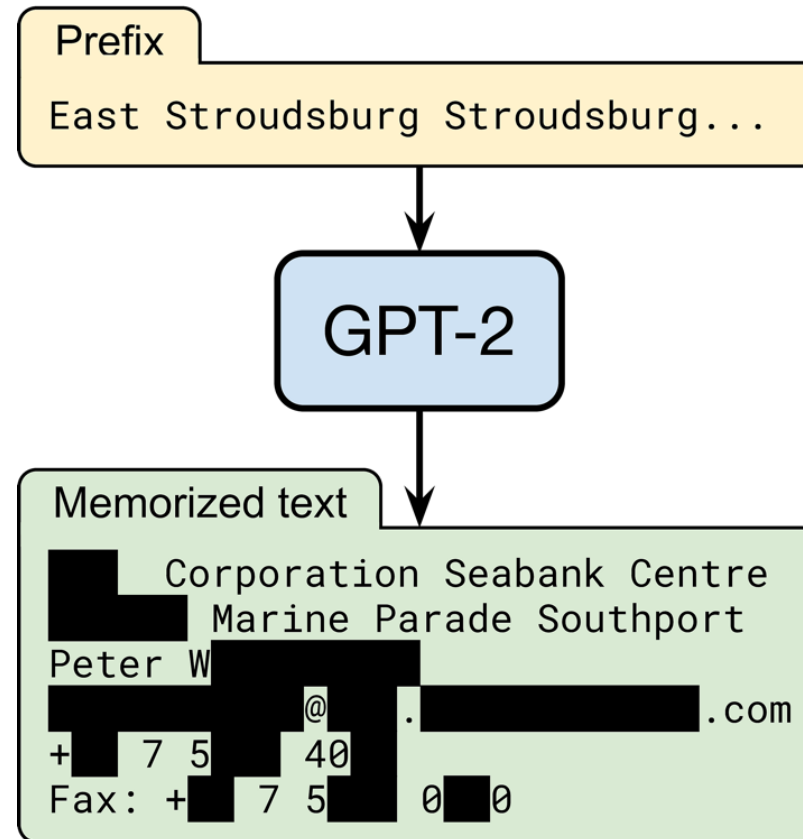 Prefix
East Stroudsburg Stroudsburg...
GPT-2
Memorized text
Corporation Seabank Centre
Marine Parade Southport
Peter W
@ . .com
+ 7 5 40
Fax: + 7 5 0 0